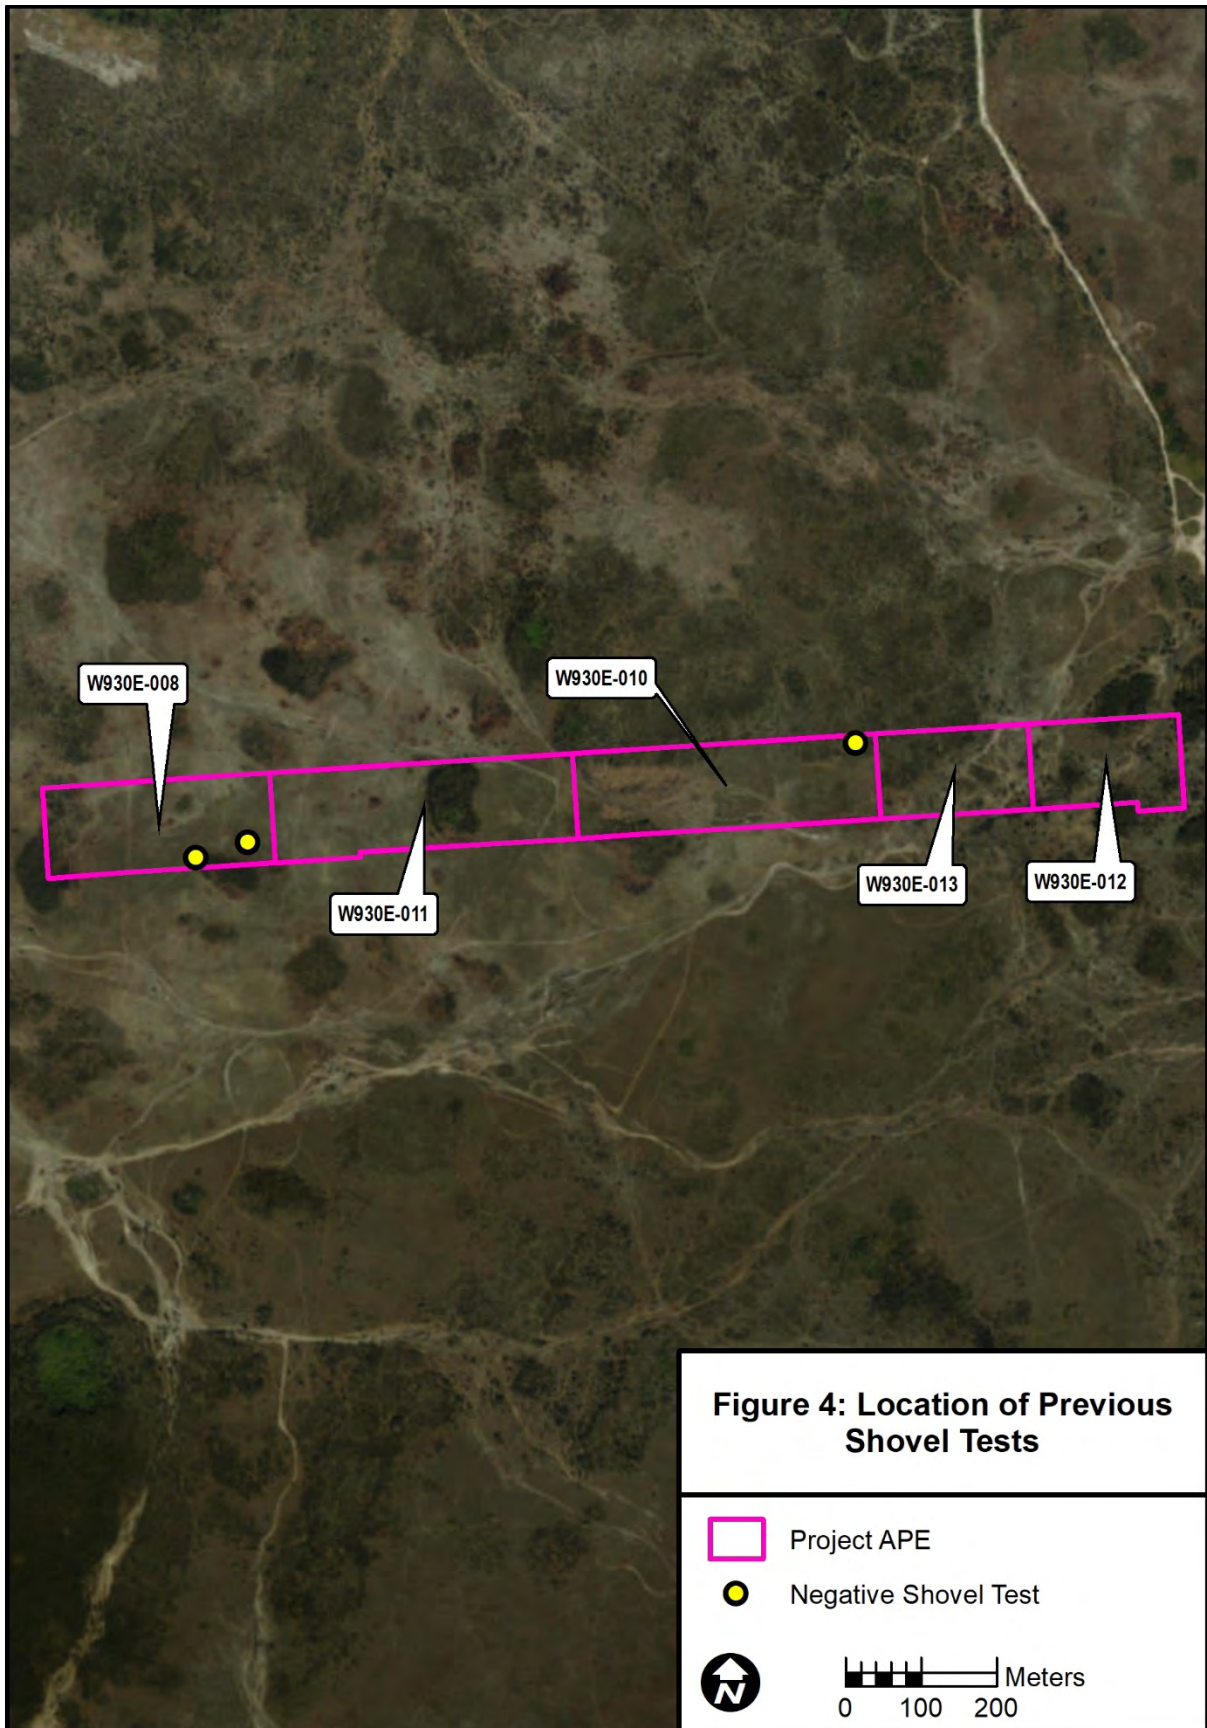 W930E-008
W930E-010
W930E-011
W930E-013
W930E-012
Figure 4: Location of Previous
Shovel Tests
Project APE
Negative Shovel Test
N
Meters
0 100 200